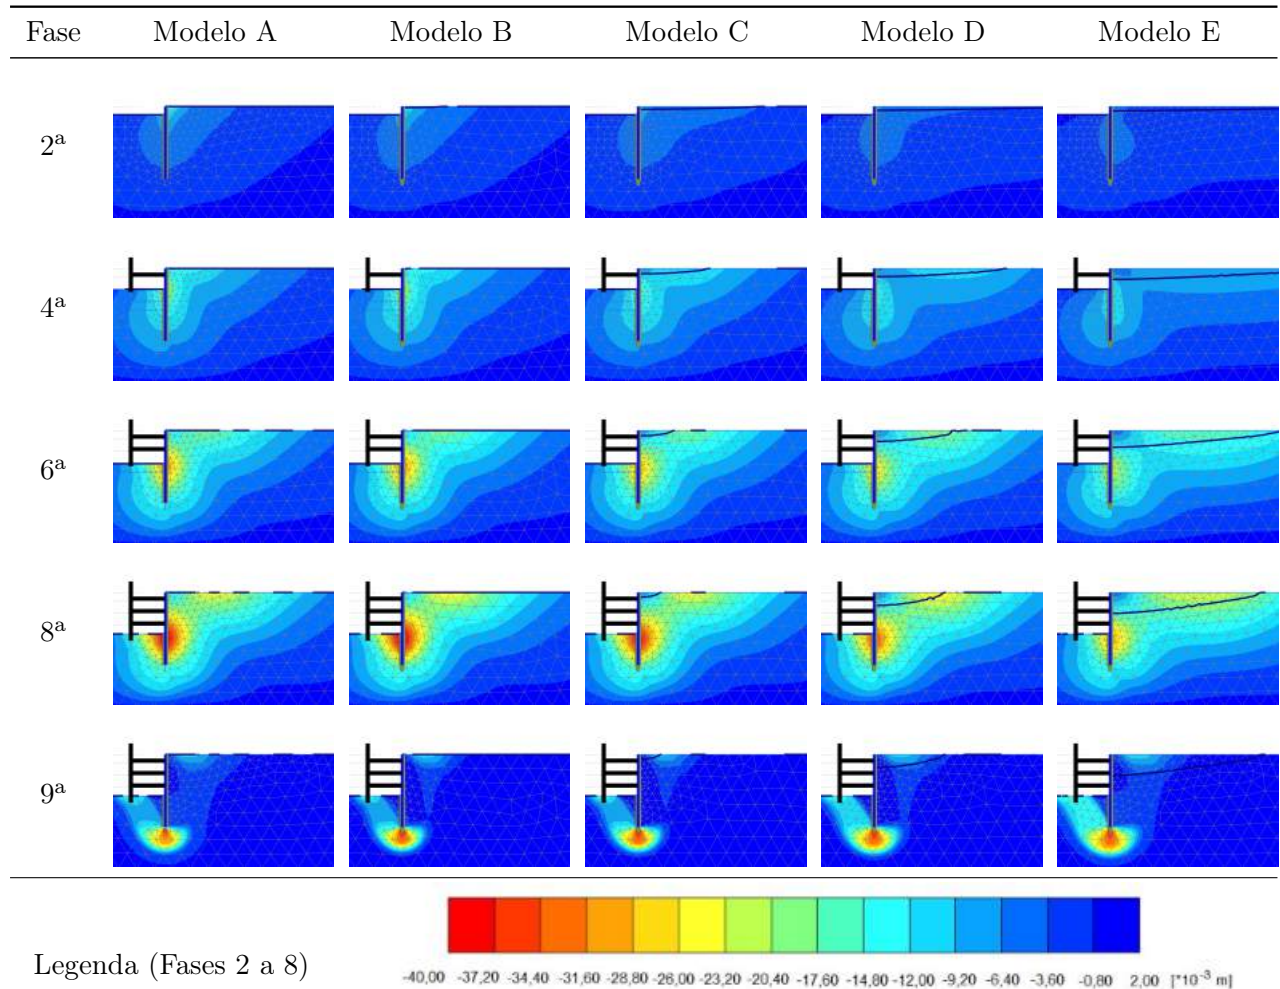 Fase Modelo A Modelo B Modelo C Modelo D Modelo E
2ª
4ª
6ª
8ª
9ª
Legenda (Fases 2 a 8)
-40,00 -37,20 -34,40 -31,60 -28,80 -26,00 -23,20 -20,40 -17,60 -14,80 -12,00 -9,20 -6,40 -3,60 -0,80 2,00 [*10⁻³ m]